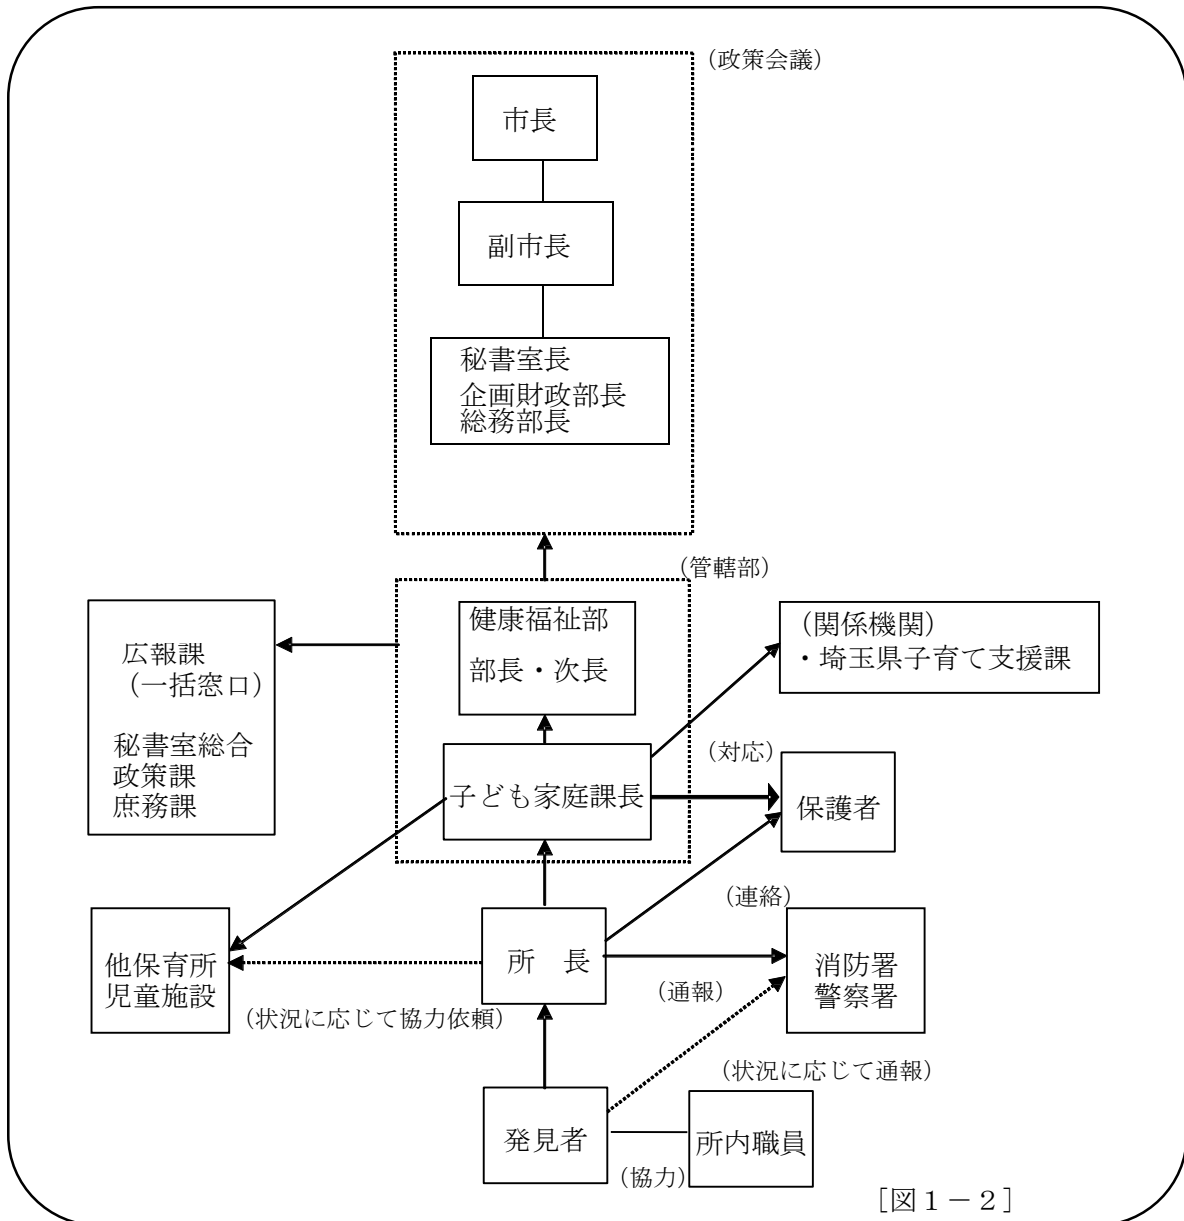 （政策会議）
市長
副市長
秘書室長
企画財政部長
総務部長
（管轄部）
健康福祉部
部長・次長
（関係機関）
・埼玉県子育て支援課
広報課
（一括窓口）
秘書室総合
政策課
庶務課
（対応）
子ども家庭課長
保護者
（連絡）
他保育所
児童施設
所　長
消防署
警察署
（通報）
（状況に応じて協力依頼）
（状況に応じて通報）
発見者
所内職員
（協力）
［図１－２］